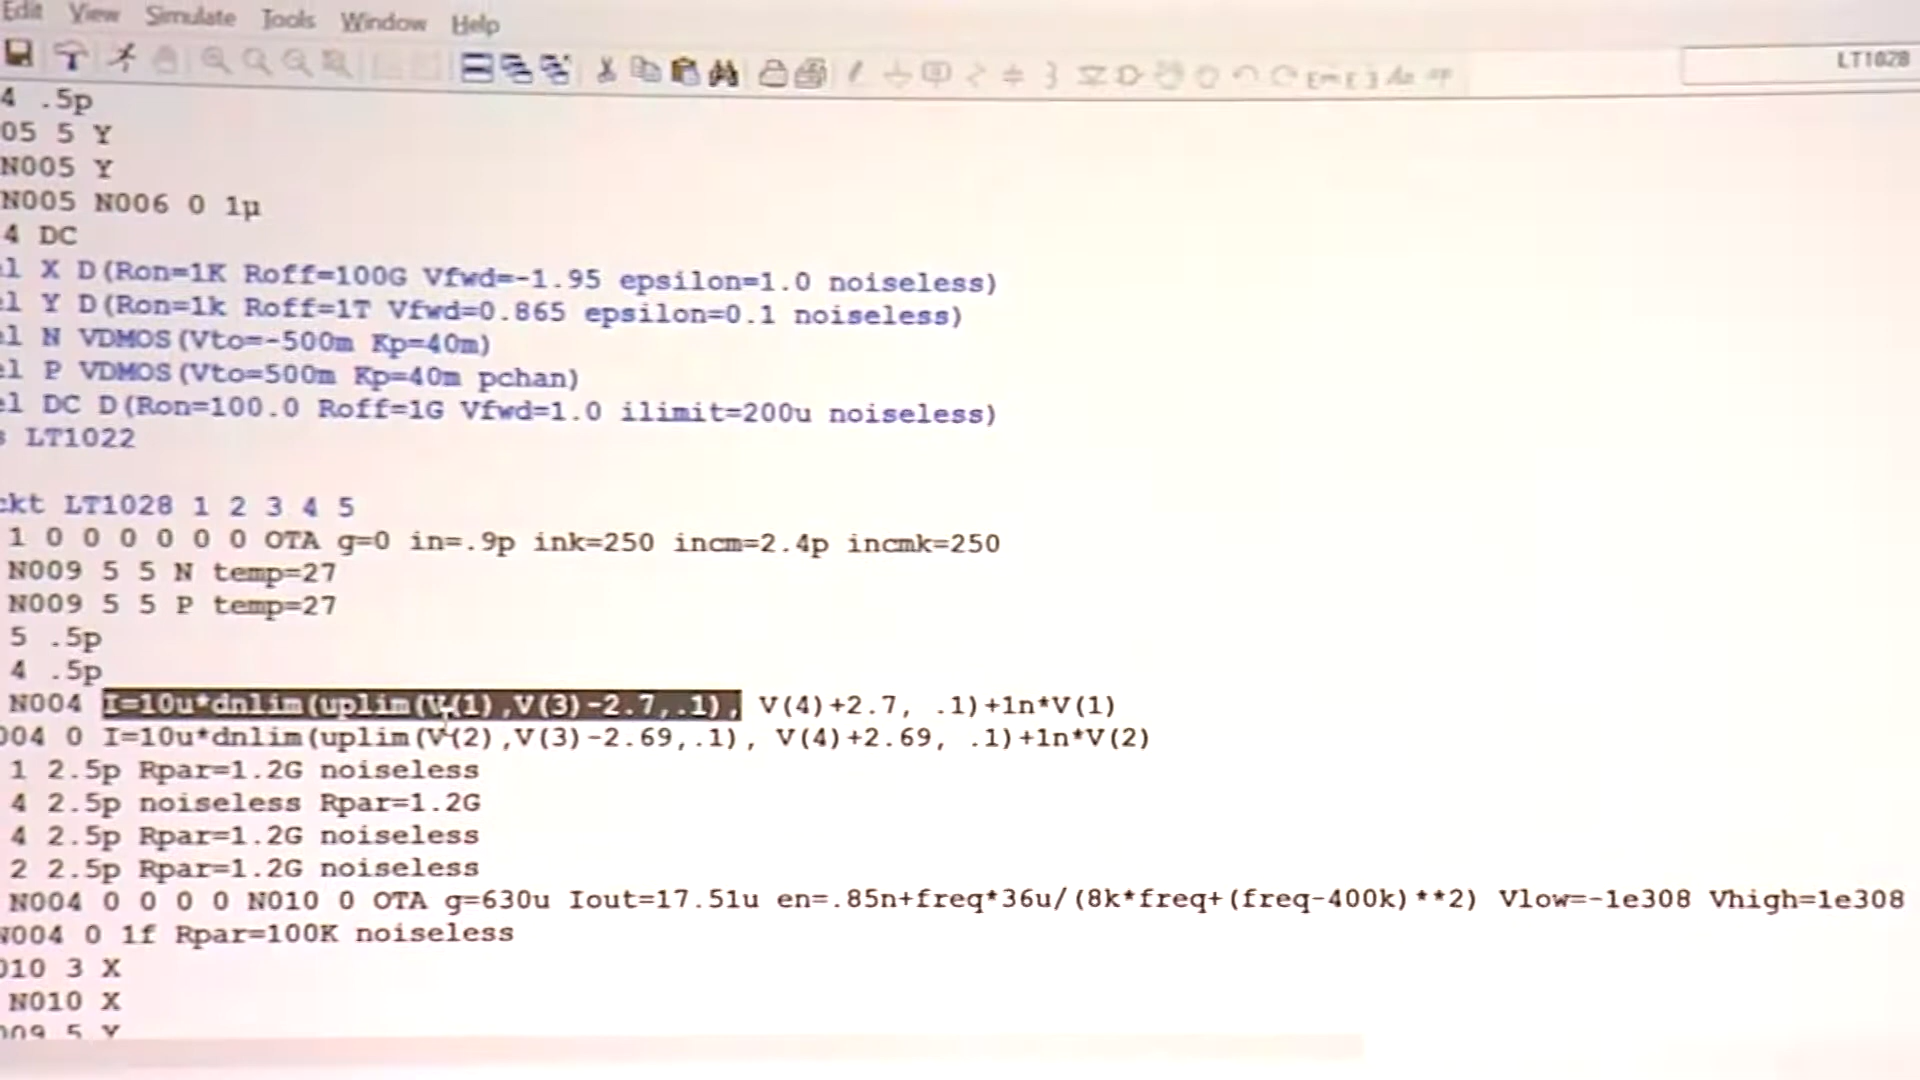 Edit View Simulate Tools Window Help
LT1028
4 .5p
05 5 Y
N005 Y
N005 N006 0 1µ
4 DC
el X D(Ron=1K Roff=100G Vfwd=-1.95 epsilon=1.0 noiseless)
el Y D(Ron=1k Roff=1T Vfwd=0.865 epsilon=0.1 noiseless)
el N VDMOS(Vto=-500m Kp=40m)
el P VDMOS(Vto=500m Kp=40m pchan)
el DC D(Ron=100.0 Roff=1G Vfwd=1.0 ilimit=200u noiseless)
s LT1022
ckt LT1028 1 2 3 4 5
1 0 0 0 0 0 0 OTA g=0 in=.9p ink=250 incm=2.4p incmk=250
N009 5 5 N temp=27
N009 5 5 P temp=27
5 .5p
4 .5p
N004 I=10u*dnlim(uplim(V(1),V(3)-2.7,.1), V(4)+2.7, .1)+1n*V(1)
004 0 I=10u*dnlim(uplim(V(2),V(3)-2.69,.1), V(4)+2.69, .1)+1n*V(2)
1 2.5p Rpar=1.2G noiseless
4 2.5p noiseless Rpar=1.2G
4 2.5p Rpar=1.2G noiseless
2 2.5p Rpar=1.2G noiseless
N004 0 0 0 0 N010 0 OTA g=630u Iout=17.51u en=.85n+freq*36u/(8k*freq+(freq-400k)**2) Vlow=-1e308 Vhigh=1e308
N004 0 1f Rpar=100K noiseless
010 3 X
N010 X
009 5 Y